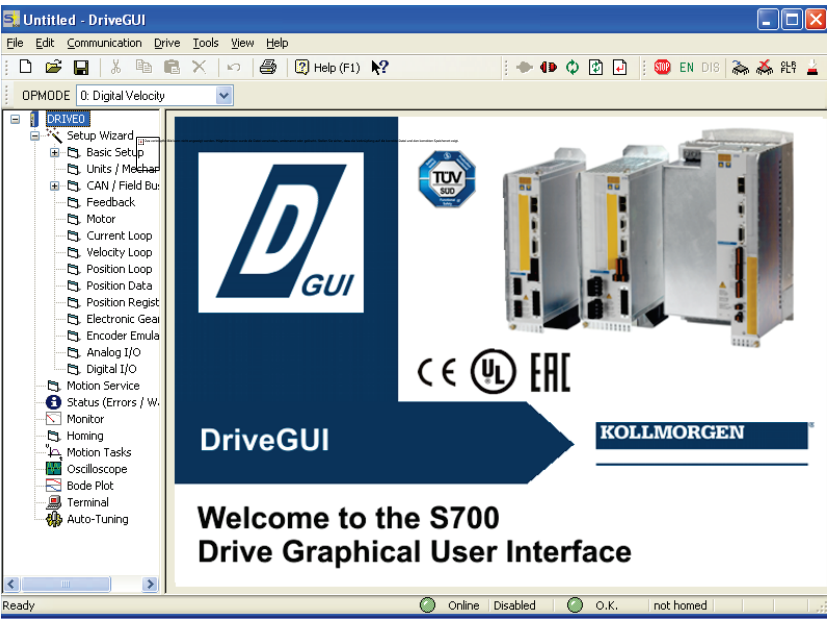 Untitled - DriveGUI
File Edit Communication Drive Tools View Help
Help (F1)
STOP EN DIS
OPMODE 0: Digital Velocity
DRIVE0
Setup Wizard
Basic Setup
Units / Mechan
CAN / Field Bu
Feedback
Motor
Current Loop
Velocity Loop
Position Loop
Position Data
Position Regist
Electronic Gear
Encoder Emula
Analog I/O
Digital I/O
Motion Service
Status (Errors / W
Monitor
Homing
Motion Tasks
Oscilloscope
Bode Plot
Terminal
Auto-Tuning
D
GUI
TÜV
SUD
CE UL EAC
DriveGUI
KOLLMORGEN
Welcome to the S700
Drive Graphical User Interface
Ready Online Disabled O.K. not homed